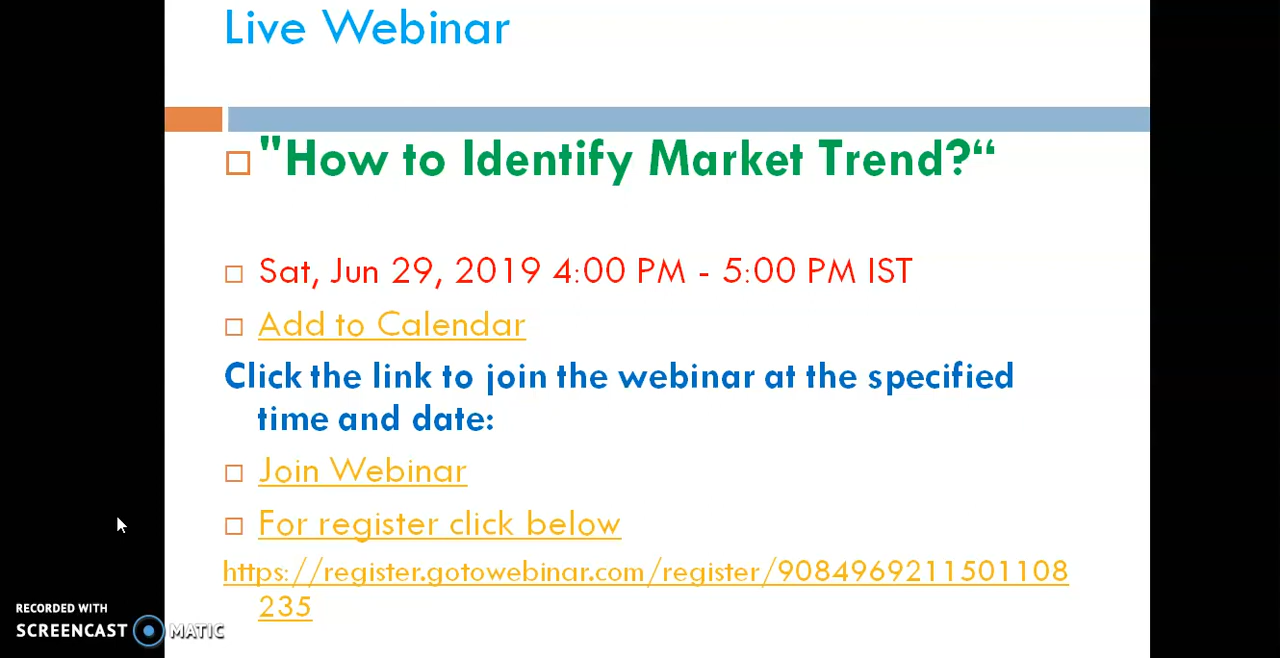 Live Webinar
"How to Identify Market Trend?“
Sat, Jun 29, 2019 4:00 PM - 5:00 PM IST
Add to Calendar
Click the link to join the webinar at the specified
time and date:
Join Webinar
For register click below
https://register.gotowebinar.com/register/9084969211501108
235
RECORDED WITH
SCREENCAST MATIC